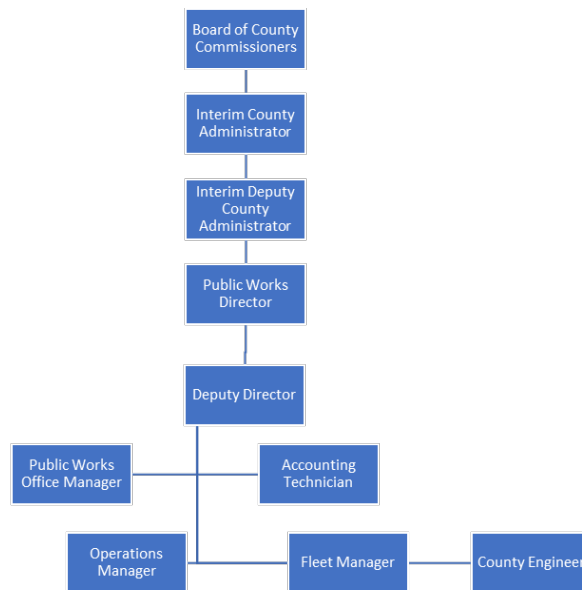 Board of County
Commissioners
Interim County
Administrator
Interim Deputy
County
Administrator
Public Works
Director
Deputy Director
Public Works
Office Manager
Accounting
Technician
Operations
Manager
Fleet Manager
County Engineer